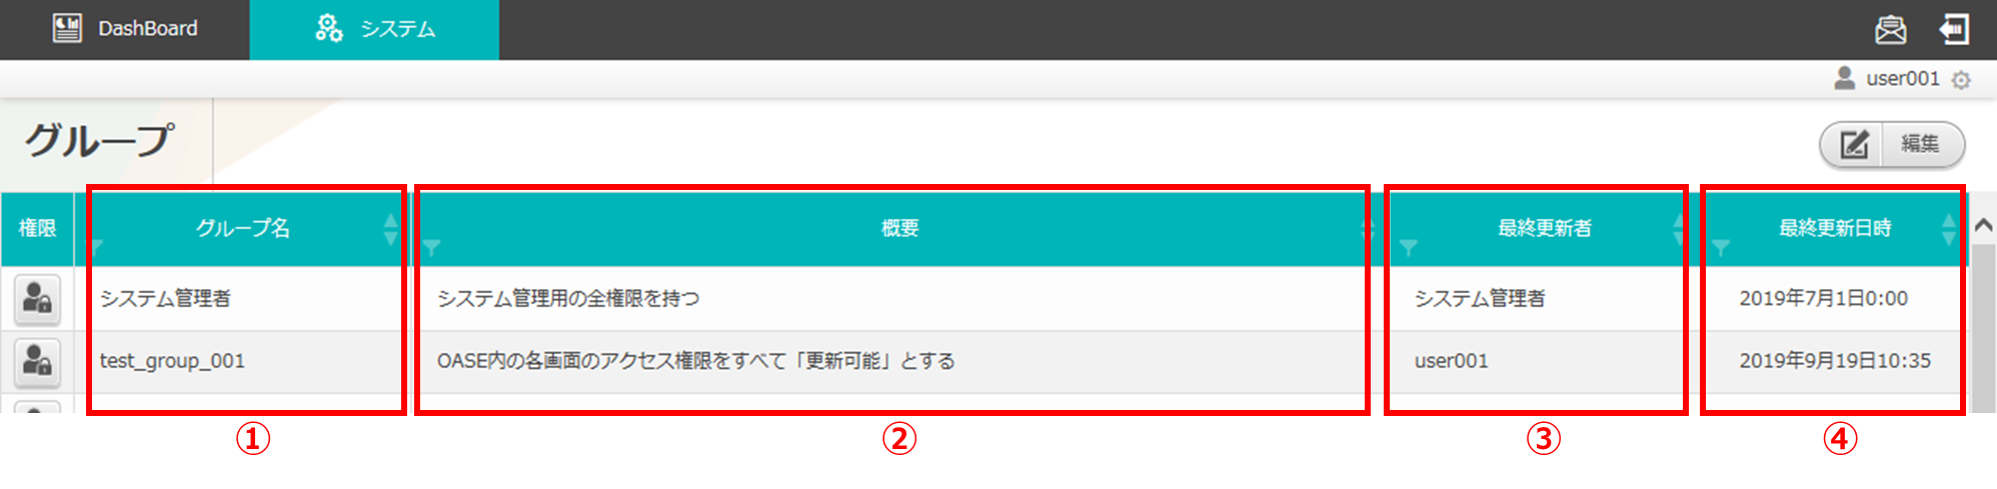 DashBoard システム
user001
グループ
編集
権限 グループ名 概要 最終更新者 最終更新日時
システム管理者 システム管理用の全権限を持つ システム管理者 2019年7月1日0:00
test_group_001 OASE内の各画面のアクセス権限をすべて「更新可能」とする user001 2019年9月19日10:35
① ② ③ ④